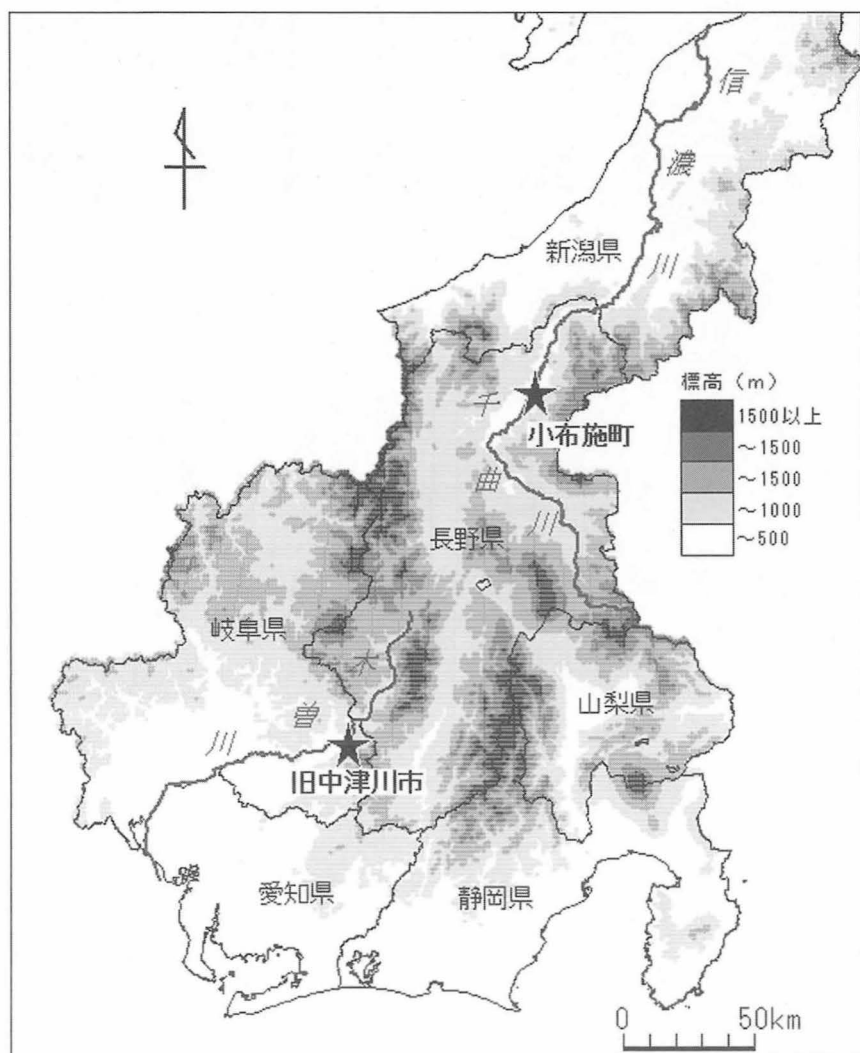 信
濃
川
新潟県
標高（m）
1500以上
～1500
～1500
～1000
～500
小布施町
千
曲
川
長野県
岐阜県
木
曽
川
山梨県
旧中津川市
愛知県
静岡県
0 50km